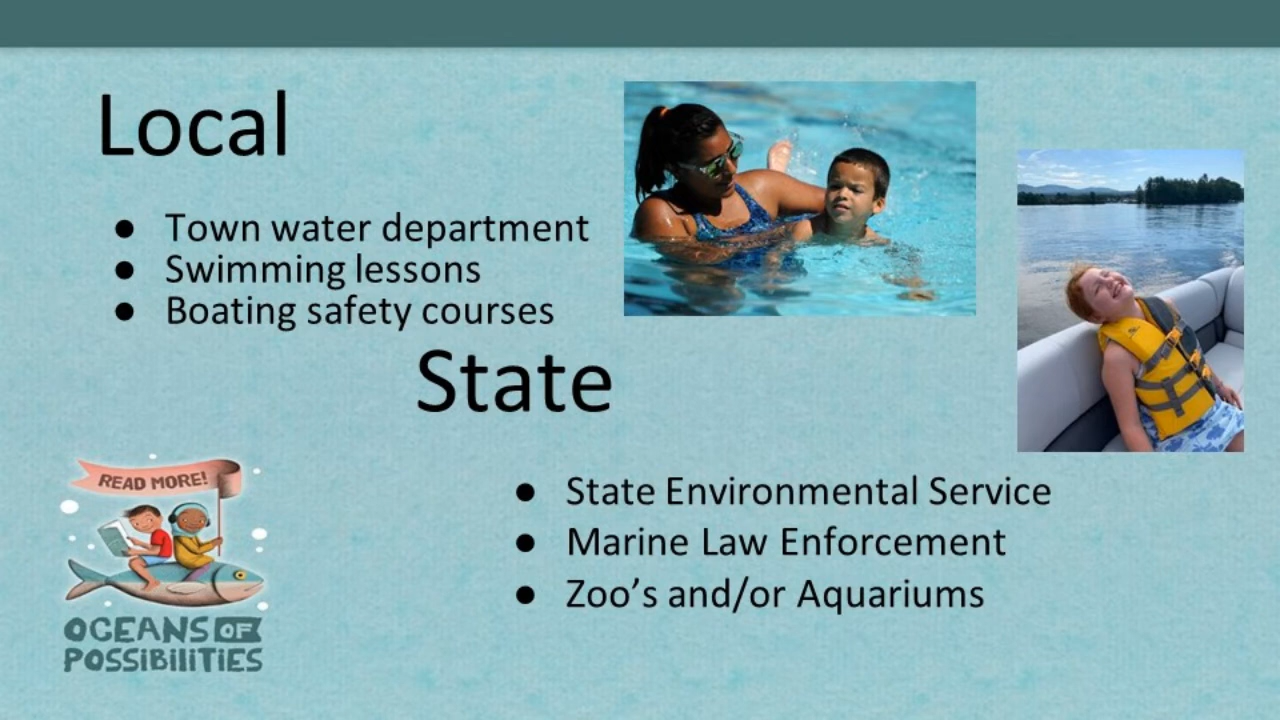 Local
● Town water department
● Swimming lessons
● Boating safety courses
State
● State Environmental Service
● Marine Law Enforcement
● Zoo’s and/or Aquariums
READ MORE!
OCEANS OF
POSSIBILITIES